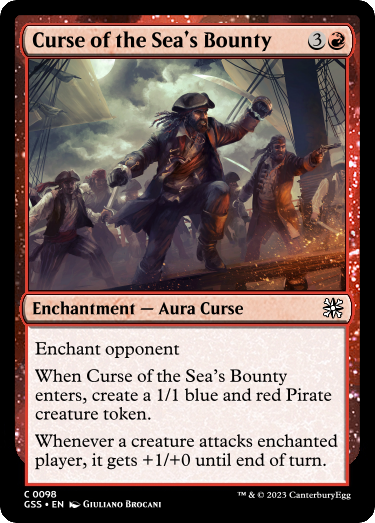 Curse of the Sea's Bounty 3
Enchantment — Aura Curse
Enchant opponent
When Curse of the Sea's Bounty
enters, create a 1/1 blue and red Pirate
creature token.
Whenever a creature attacks enchanted
player, it gets +1/+0 until end of turn.
C 0098
GSS • EN Giuliano Brocani
™ & © 2023 CanterburyEgg